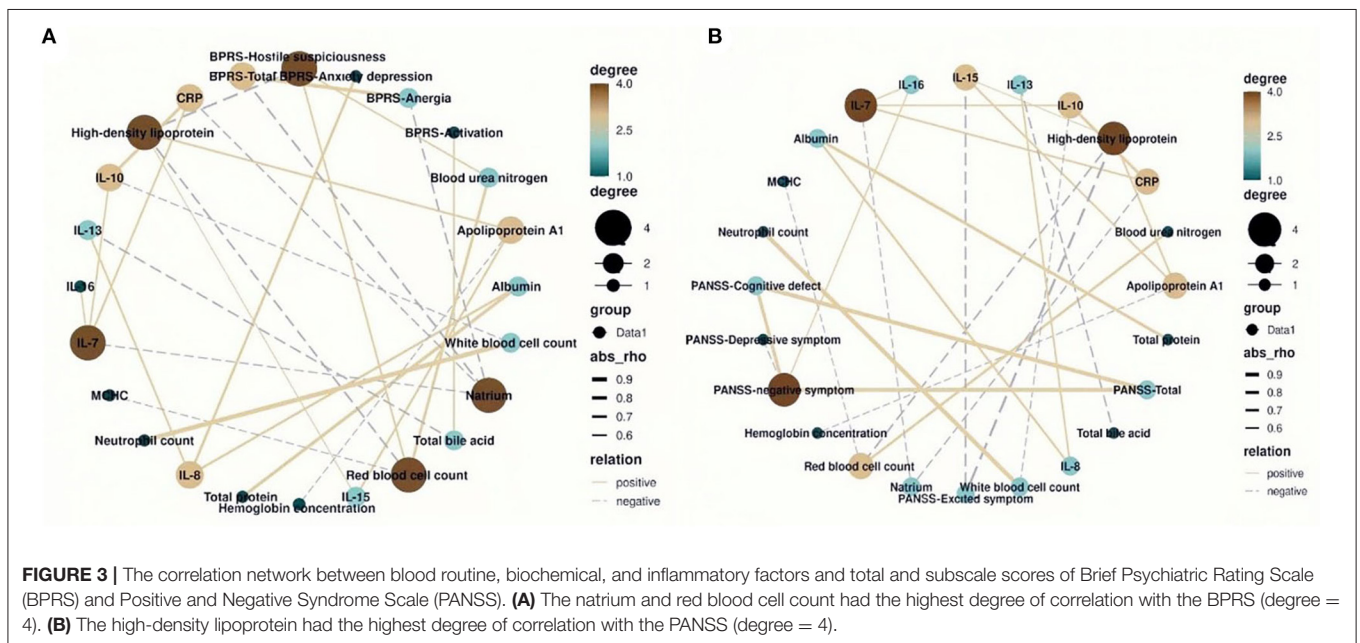 A
BPRS-Hostile suspiciousness
BPRS-Total
BPRS-Anxiety depression
CRP
BPRS-Anergia
High-density lipoprotein
BPRS-Activation
IL-10
Blood urea nitrogen
IL-13
Apolipoprotein A1
IL-16
Albumin
IL-7
White blood cell count
MCHC
Natrium
Neutrophil count
Total bile acid
IL-8
Red blood cell count
Total protein
IL-15
Hemoglobin concentration
degree
4.0
2.5
1.0
degree
4
2
1
group
Data1
abs_rho
0.9
0.8
0.7
0.6
relation
positive
negative
B
IL-15
IL-16
IL-13
IL-7
IL-10
Albumin
High-density lipoprotein
MCHC
CRP
Neutrophil count
Blood urea nitrogen
PANSS-Cognitive defect
Apolipoprotein A1
PANSS-Depressive symptom
Total protein
PANSS-negative symptom
PANSS-Total
Hemoglobin concentration
Total bile acid
Red blood cell count
IL-8
Natrium
White blood cell count
PANSS-Excited symptom
degree
4.0
2.5
1.0
degree
4
2
1
group
Data1
abs_rho
0.9
0.8
0.7
0.6
relation
positive
negative
FIGURE 3 | The correlation network between blood routine, biochemical, and inflammatory factors and total and subscale scores of Brief Psychiatric Rating Scale
(BPRS) and Positive and Negative Syndrome Scale (PANSS). (A) The natrium and red blood cell count had the highest degree of correlation with the BPRS (degree =
4). (B) The high-density lipoprotein had the highest degree of correlation with the PANSS (degree = 4).